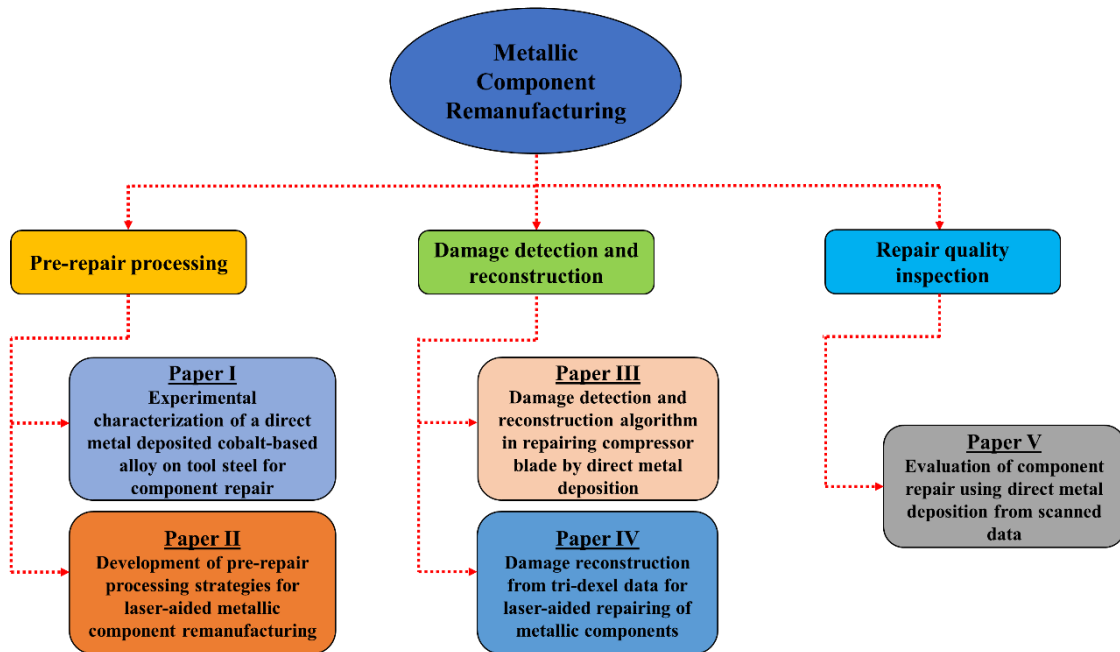 Metallic
Component
Remanufacturing
Pre-repair processing
Damage detection and
reconstruction
Repair quality
inspection
Paper I
Experimental
characterization of a direct
metal deposited cobalt-based
alloy on tool steel for
component repair
Paper II
Development of pre-repair
processing strategies for
laser-aided metallic
component remanufacturing
Paper III
Damage detection and
reconstruction algorithm
in repairing compressor
blade by direct metal
deposition
Paper IV
Damage reconstruction
from tri-dexel data for
laser-aided repairing of
metallic components
Paper V
Evaluation of component
repair using direct metal
deposition from scanned
data